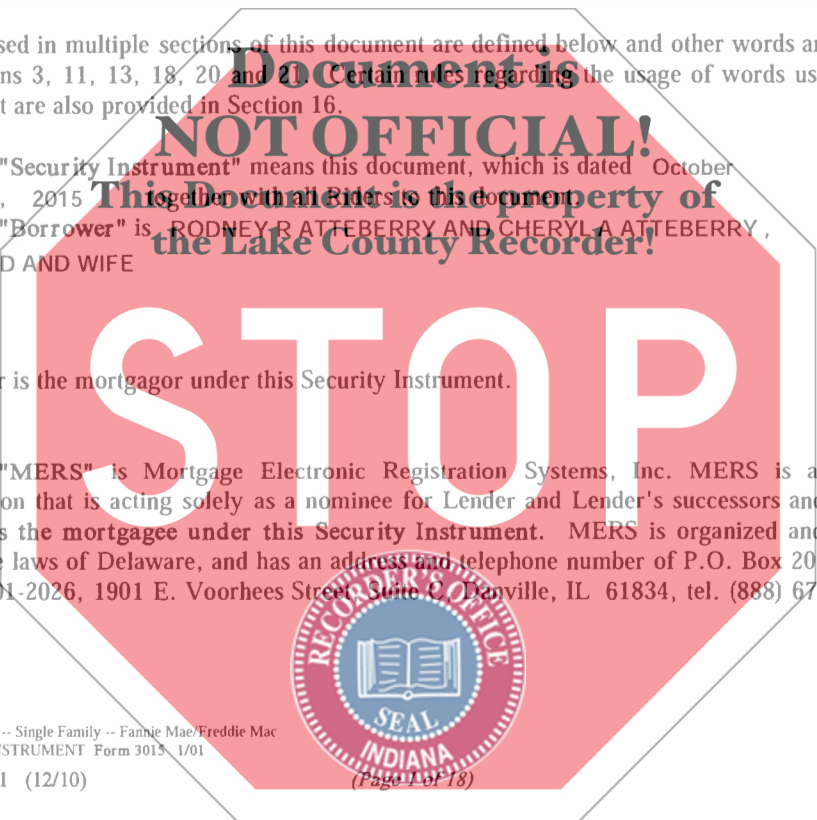 sed in multiple sections of this document are defined below and other words ar
ns 3, 11, 13, 18, 20 and 21. Certain rules regarding the usage of words us
t are also provided in Section 16.
Document is
NOT OFFICIAL!
This Document is the property of
the Lake County Recorder!
"Security Instrument" means this document, which is dated October
, 2015 together with all Riders to this document.
"Borrower" is RODNEY R ATTEBERRY AND CHERYL A ATTEBERRY ,
D AND WIFE
STOP
r is the mortgagor under this Security Instrument.
"MERS" is Mortgage Electronic Registration Systems, Inc. MERS is a
on that is acting solely as a nominee for Lender and Lender's successors and
s the mortgagee under this Security Instrument. MERS is organized and
e laws of Delaware, and has an address and telephone number of P.O. Box 20
01-2026, 1901 E. Voorhees Street, Suite C, Danville, IL 61834, tel. (888) 67
RECORDER'S OFFICE
SEAL
INDIANA
-- Single Family -- Fannie Mae/Freddie Mac
STRUMENT Form 3015 1/01
1 (12/10)
(Page 1 of 18)